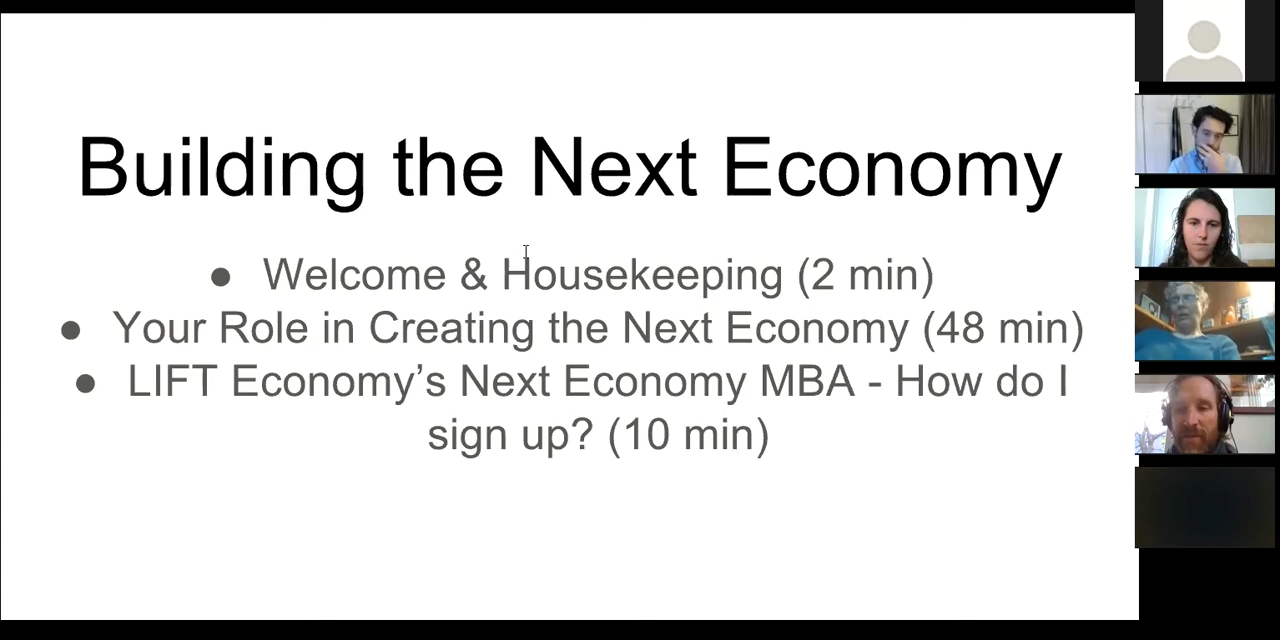 Building the Next Economy
● Welcome & Housekeeping (2 min)
● Your Role in Creating the Next Economy (48 min)
● LIFT Economy’s Next Economy MBA - How do I
sign up? (10 min)